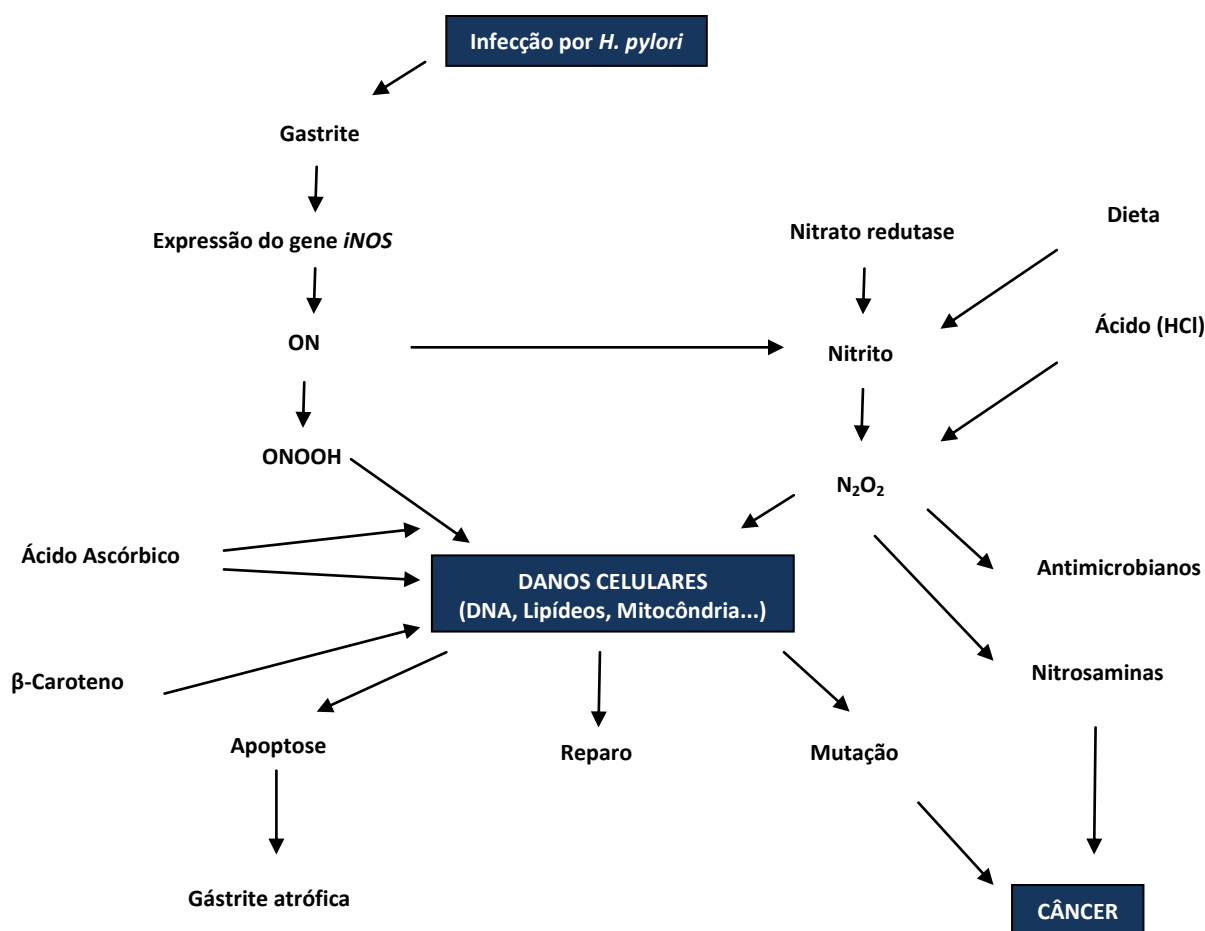 Infecção por H. pylori
Gastrite
Expressão do gene iNOS
Nitrato redutase
Dieta
ON
Nitrito
Ácido (HCl)
ONOOH
N₂O₂
Ácido Ascórbico
DANOS CELULARES
(DNA, Lipídeos, Mitocôndria...)
Antimicrobianos
β-Caroteno
Nitrosaminas
Apoptose
Reparo
Mutação
Gástrite atrófica
CÂNCER